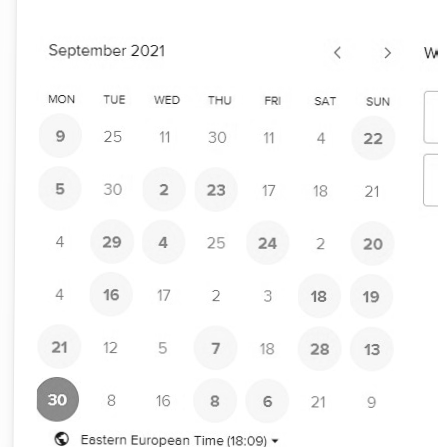 September 2021
MON TUE WED THU FRI SAT SUN
9 25 11 30 11 4 22
5 30 2 23 17 18 21
4 29 4 25 24 2 20
4 16 17 2 3 18 19
21 12 5 7 18 28 13
30 8 16 8 6 21 9
Eastern European Time (18:09)